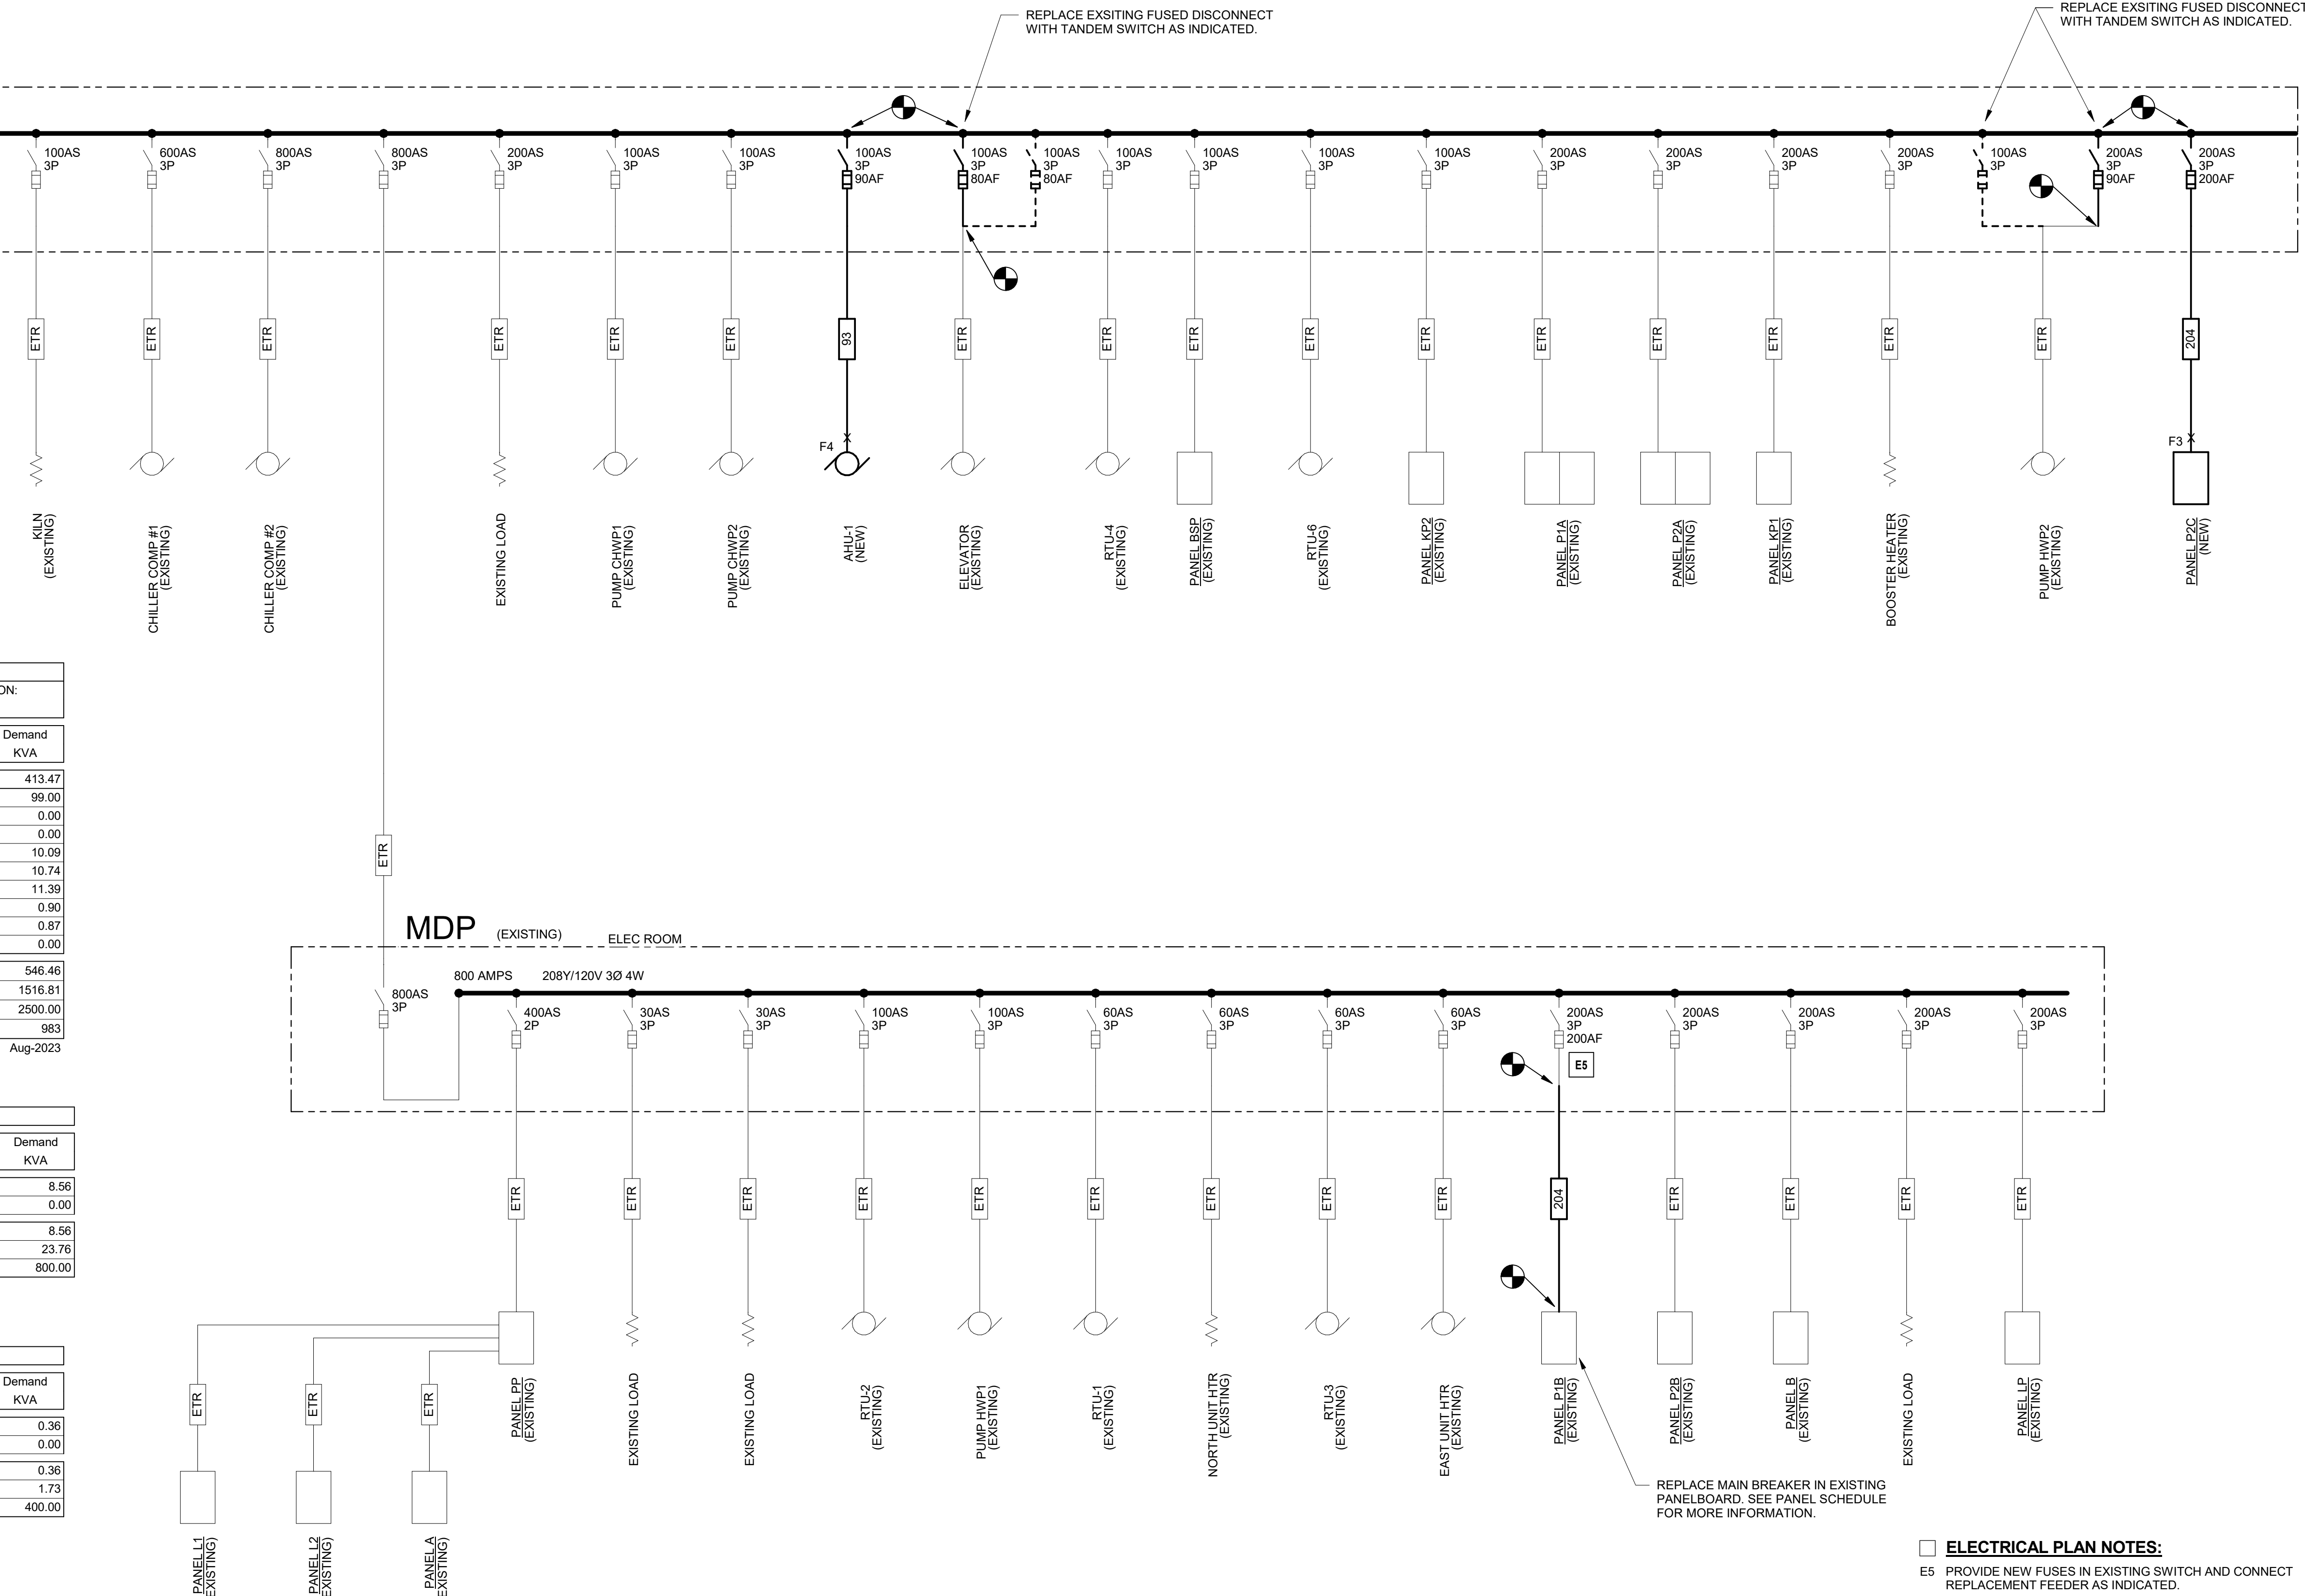 REPLACE EXSITING FUSED DISCONNECT
WITH TANDEM SWITCH AS INDICATED.
REPLACE EXSITING FUSED DISCONNECT
WITH TANDEM SWITCH AS INDICATED.
100AS
3P
600AS
3P
800AS
3P
800AS
3P
200AS
3P
100AS
3P
100AS
3P
100AS
3P
90AF
100AS
3P
80AF
100AS
3P
80AF
100AS
3P
100AS
3P
100AS
3P
100AS
3P
200AS
3P
200AS
3P
200AS
3P
200AS
3P
100AS
3P
200AS
3P
90AF
200AS
3P
200AF
ETR
ETR
ETR
ETR
ETR
ETR
93
ETR
ETR
ETR
ETR
ETR
ETR
ETR
ETR
ETR
ETR
204
F4
F3
KILN
(EXISTING)
CHILLER COMP #1
(EXISTING)
CHILLER COMP #2
(EXISTING)
EXISTING LOAD
PUMP CHWP1
(EXISTING)
PUMP CHWP2
(EXISTING)
AHU-1
(NEW)
ELEVATOR
(EXISTING)
RTU-4
(EXISTING)
PANEL BSP
(EXISTING)
RTU-6
(EXISTING)
PANEL KP2
(EXISTING)
PANEL P1A
(EXISTING)
PANEL P2A
(EXISTING)
PANEL KP1
(EXISTING)
BOOSTER HEATER
(EXISTING)
PUMP HWP2
(EXISTING)
PANEL P2C
(NEW)
ON:
Demand
KVA
413.47
99.00
0.00
0.00
10.09
10.74
11.39
0.90
0.87
0.00
546.46
1516.81
2500.00
983
Aug-2023
Demand
KVA
8.56
0.00
8.56
23.76
800.00
Demand
KVA
0.36
0.00
0.36
1.73
400.00
ETR
MDP (EXISTING) ELEC ROOM
800 AMPS 208Y/120V 3Ø 4W
800AS
3P
400AS
2P
30AS
3P
30AS
3P
100AS
3P
100AS
3P
60AS
3P
60AS
3P
60AS
3P
60AS
3P
200AS
3P
200AF
E5
200AS
3P
200AS
3P
200AS
3P
200AS
3P
ETR
ETR
ETR
ETR
ETR
ETR
ETR
ETR
ETR
204
ETR
ETR
ETR
ETR
PANEL PP
(EXISTING)
EXISTING LOAD
EXISTING LOAD
RTU-2
(EXISTING)
PUMP HWP1
(EXISTING)
RTU-1
(EXISTING)
NORTH UNIT HTR
(EXISTING)
RTU-3
(EXISTING)
EAST UNIT HTR
(EXISTING)
PANEL P1B
(EXISTING)
PANEL P2B
(EXISTING)
PANEL B
(EXISTING)
EXISTING LOAD
PANEL LP
(EXISTING)
ETR
ETR
ETR
PANEL L1
EXISTING)
PANEL L2
EXISTING)
PANEL A
EXISTING)
REPLACE MAIN BREAKER IN EXISTING
PANELBOARD. SEE PANEL SCHEDULE
FOR MORE INFORMATION.
ELECTRICAL PLAN NOTES:
E5 PROVIDE NEW FUSES IN EXISTING SWITCH AND CONNECT
REPLACEMENT FEEDER AS INDICATED.